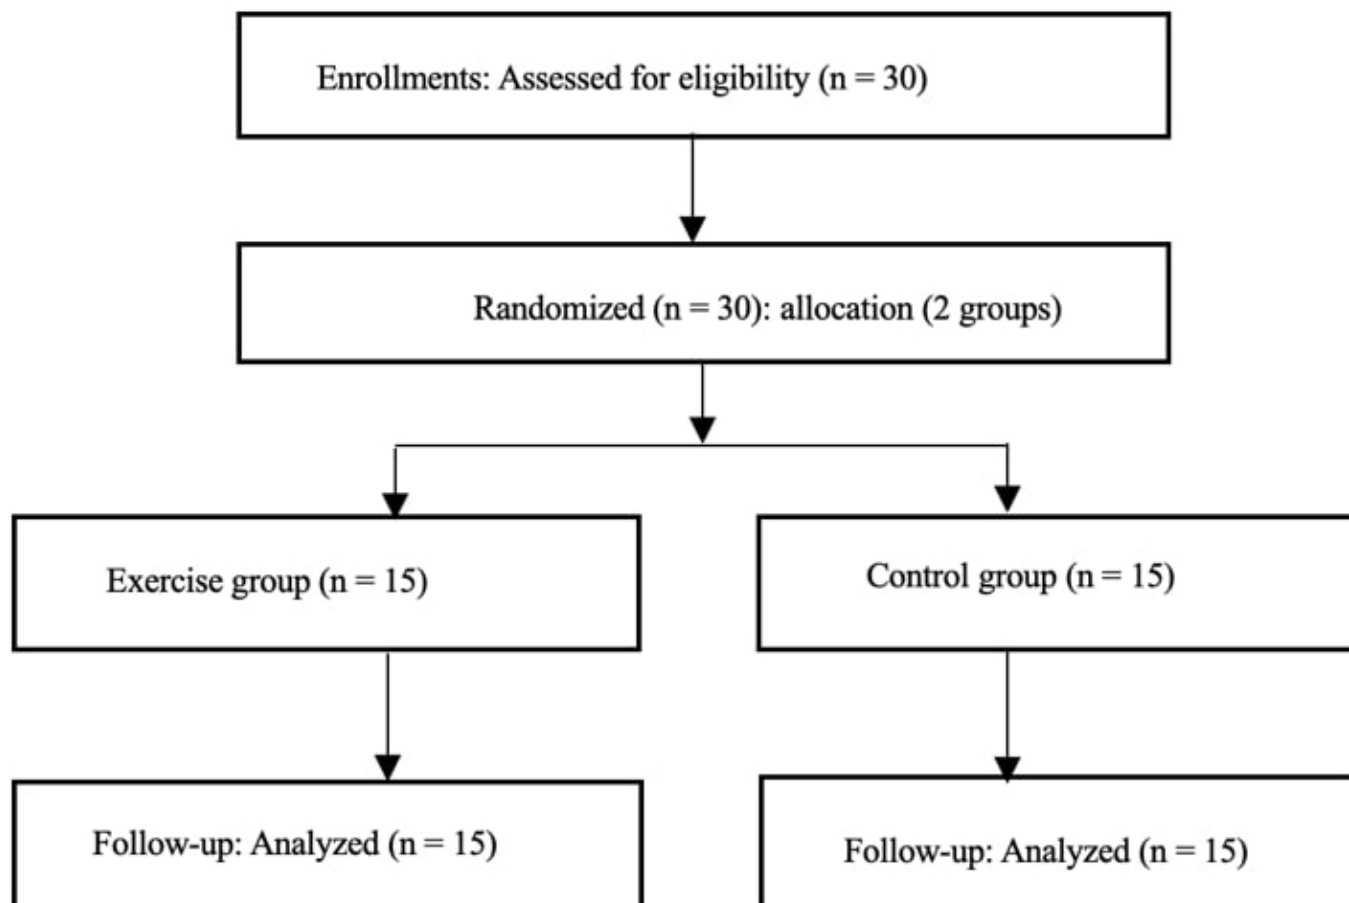 Enrollments: Assessed for eligibility (n = 30)
Randomized (n = 30): allocation (2 groups)
Exercise group (n = 15)
Control group (n = 15)
Follow-up: Analyzed (n = 15)
Follow-up: Analyzed (n = 15)